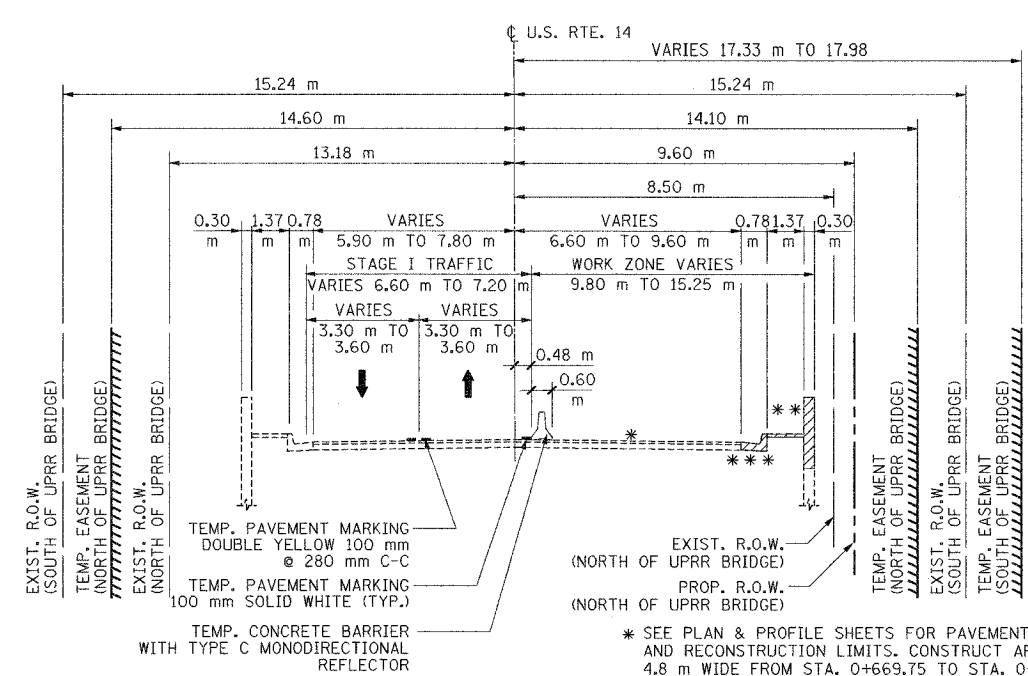 ℄ U.S. RTE. 14
VARIES 17.33 m TO 17.98
15.24 m
15.24 m
14.60 m
14.10 m
13.18 m
9.60 m
8.50 m
0.30 m
1.37 m
0.78 m
VARIES
5.90 m TO 7.80 m
VARIES
6.60 m TO 9.60 m
0.78 m
1.37 m
0.30 m
STAGE I TRAFFIC
VARIES 6.60 m TO 7.20 m
WORK ZONE VARIES
9.80 m TO 15.25 m
VARIES
3.30 m TO
3.60 m
VARIES
3.30 m TO
3.60 m
0.48 m
0.60
m
*
**
***
EXIST. R.O.W.
(SOUTH OF UPRR BRIDGE)
TEMP. EASEMENT
(NORTH OF UPRR BRIDGE)
EXIST. R.O.W.
(NORTH OF UPRR BRIDGE)
TEMP. PAVEMENT MARKING
DOUBLE YELLOW 100 mm
@ 280 mm C-C
TEMP. PAVEMENT MARKING
100 mm SOLID WHITE (TYP.)
TEMP. CONCRETE BARRIER
WITH TYPE C MONODIRECTIONAL
REFLECTOR
EXIST. R.O.W.
(NORTH OF UPRR BRIDGE)
PROP. R.O.W.
(NORTH OF UPRR BRIDGE)
TEMP. EASEMENT
(NORTH OF UPRR BRIDGE)
EXIST. R.O.W.
(SOUTH OF UPRR BRIDGE)
TEMP. EASEMENT
(SOUTH OF UPRR BRIDGE)
* SEE PLAN & PROFILE SHEETS FOR PAVEMENT
AND RECONSTRUCTION LIMITS. CONSTRUCT
4.8 m WIDE FROM STA. 0+669.75 TO STA.